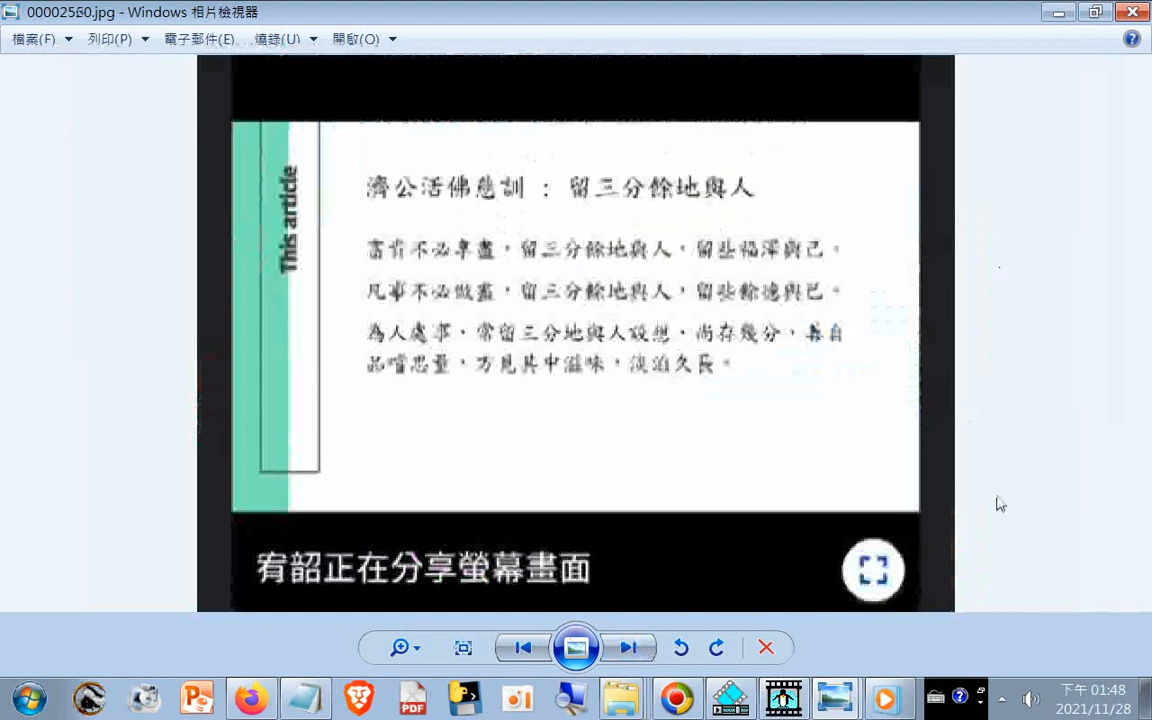 00002550.jpg - Windows 相片檢視器
檔案(F) 列印(P) 電子郵件(E) 燒錄(U) 開啟(O)
This article
濟公活佛慈訓 : 留三分餘地與人
不必享盡，留三分餘地與人，留些福澤與己。
凡事不必做盡，留三分餘地與人，留些餘德與己。
為人處事，常留三分地與人設想，尚存幾分，自
品嚐思量，方見其中滋味，淡泊久長。
宥韶正在分享螢幕畫面
下午 01:48
2021/11/28